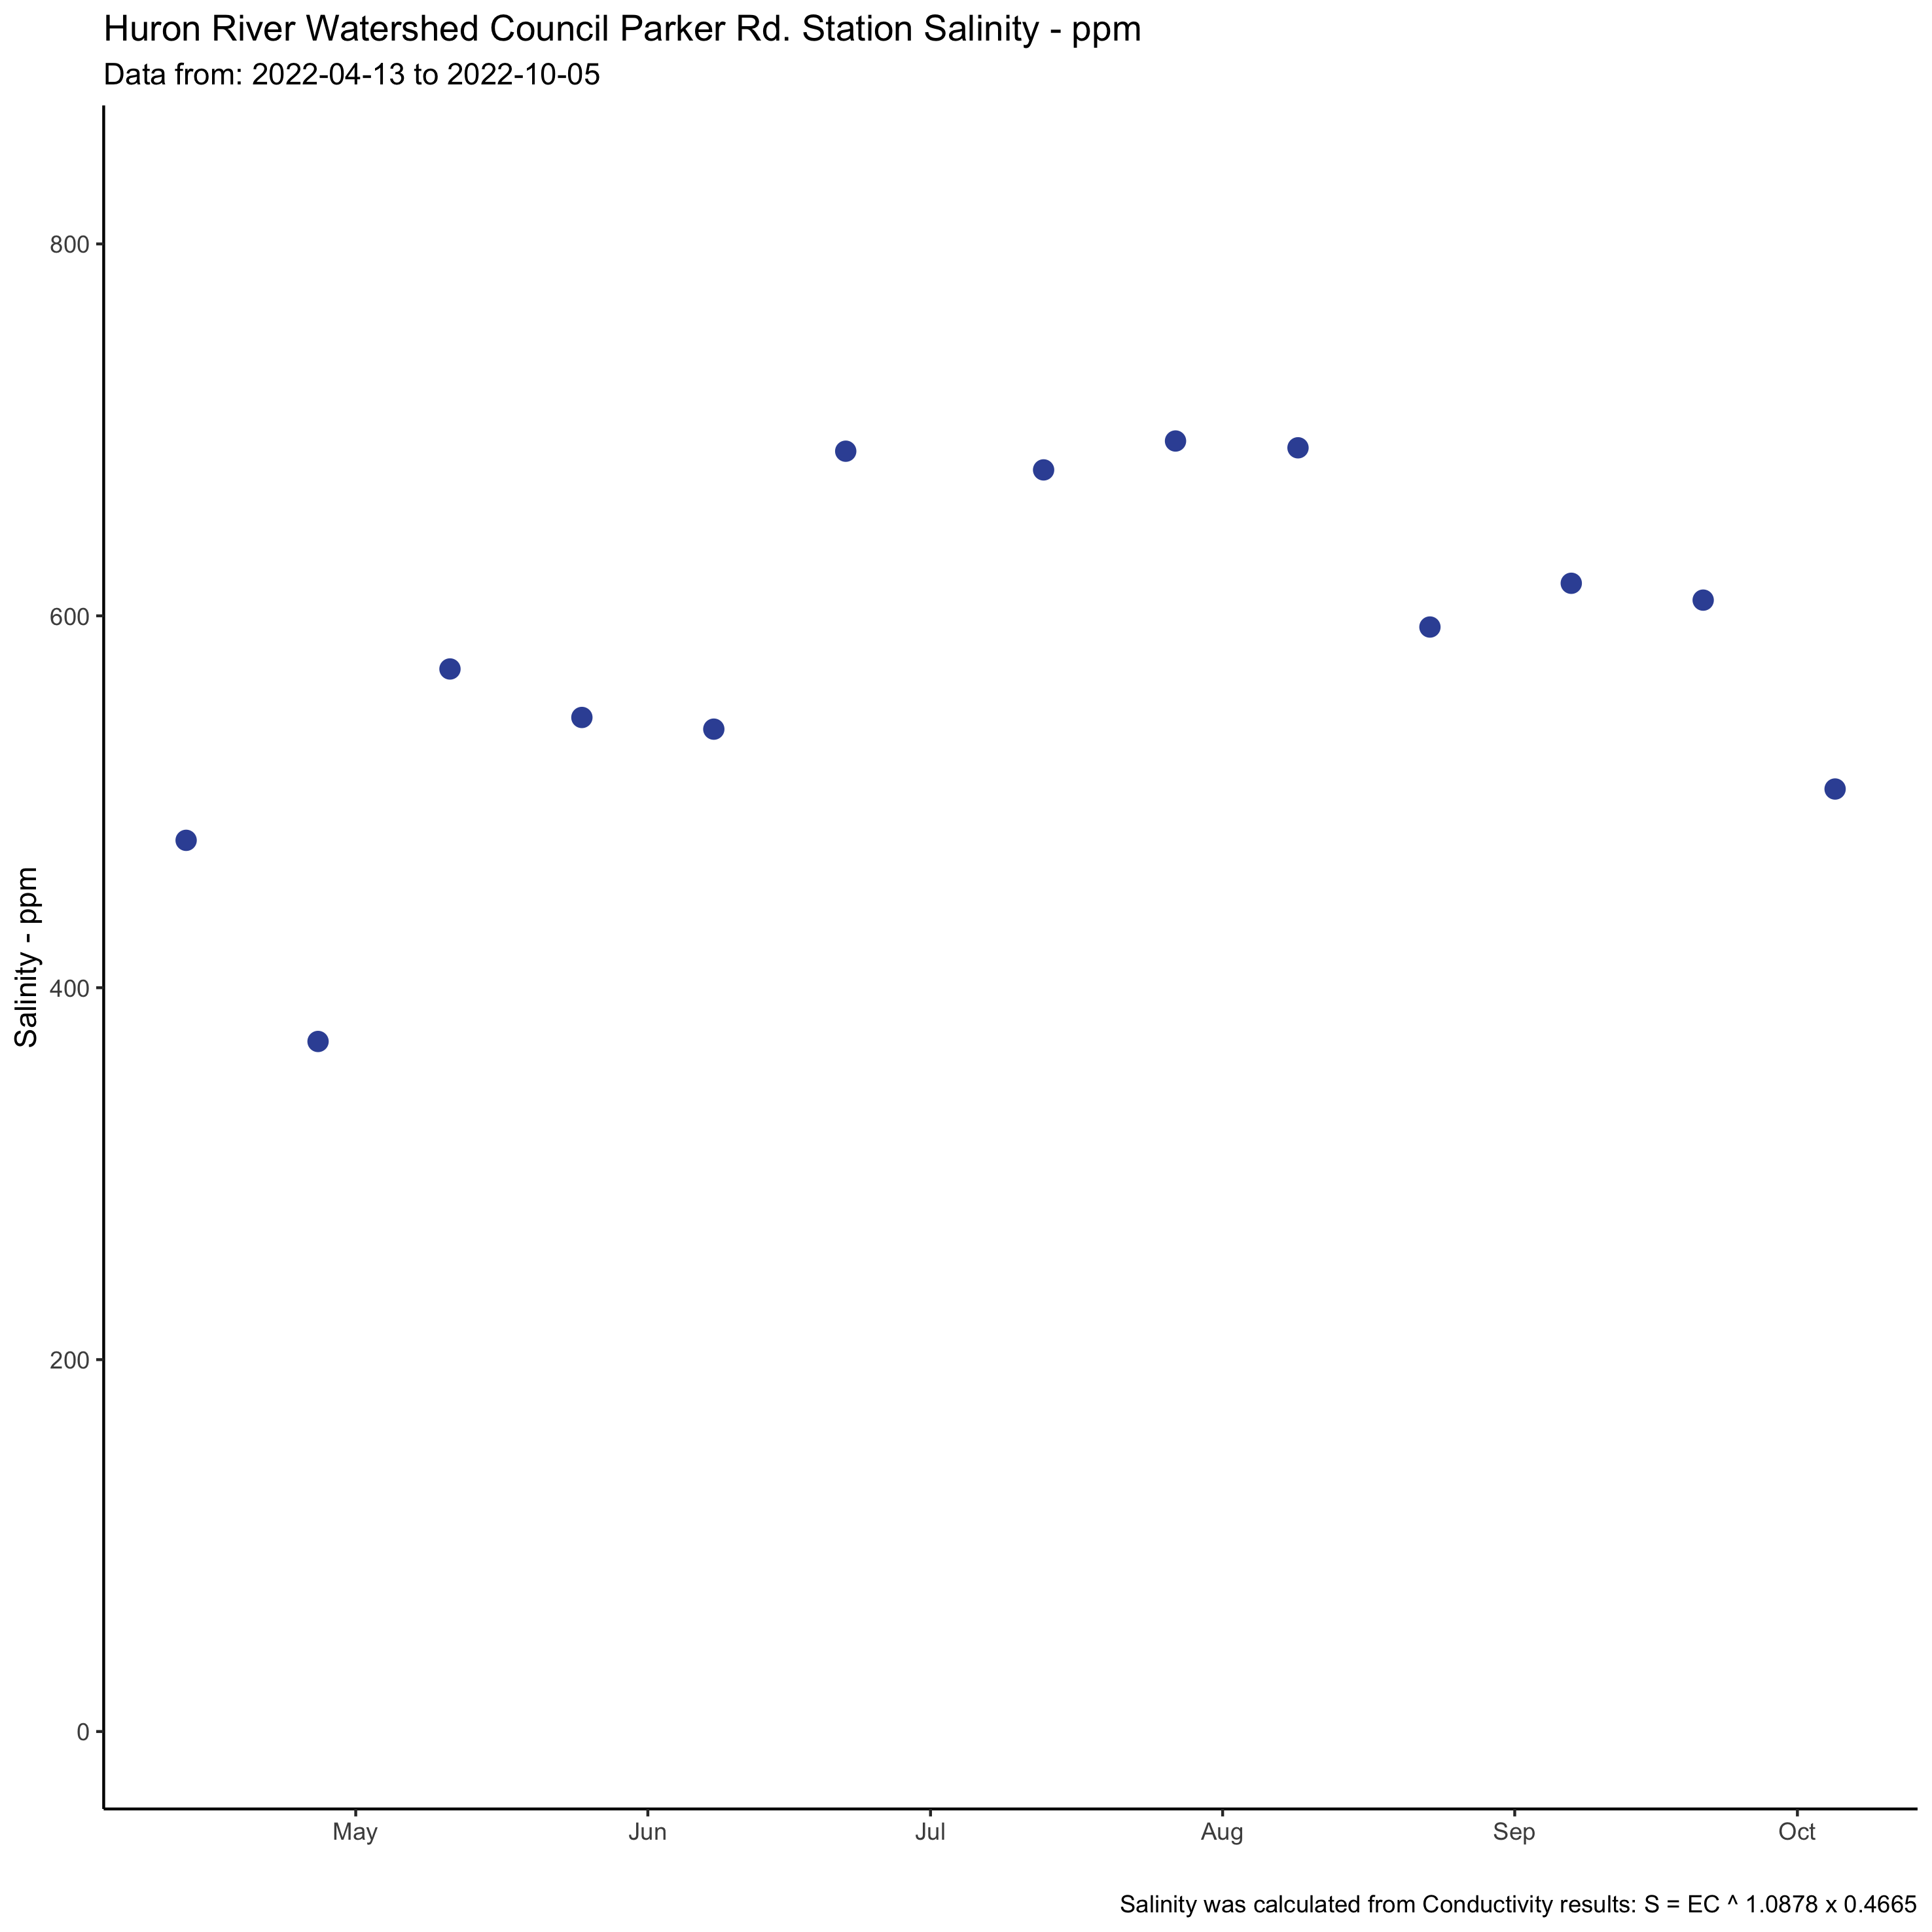 Huron River Watershed Council Parker Rd. Station Salinity - ppm
Data from: 2022-04-13 to 2022-10-05
Salinity - ppm
800
600
400
200
0
May Jun Jul Aug Sep Oct
Salinity was calculated from Conductivity results: S = EC ^ 1.0878 x 0.4665